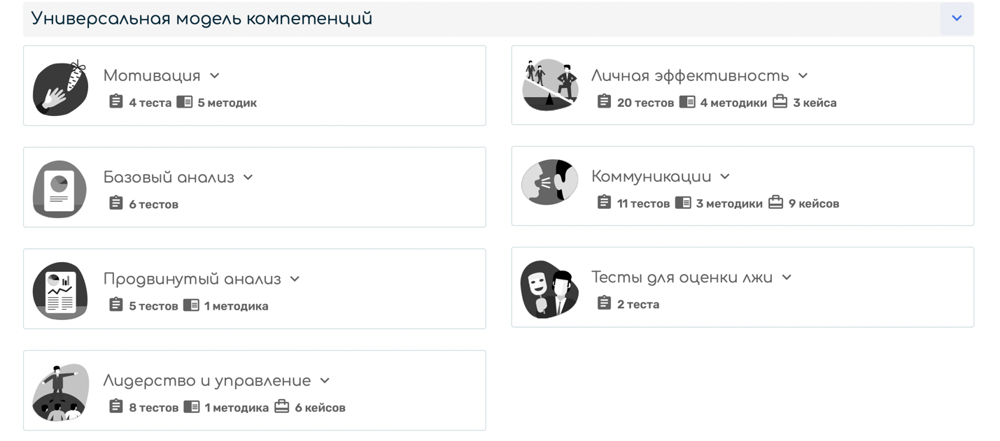 Универсальная модель компетенций
Мотивация
4 теста 5 методик
Личная эффективность
20 тестов 4 методики 3 кейса
Базовый анализ
6 тестов
Коммуникации
11 тестов 3 методики 9 кейсов
Продвинутый анализ
5 тестов 1 методика
Тесты для оценки лжи
2 теста
Лидерство и управление
8 тестов 1 методика 6 кейсов